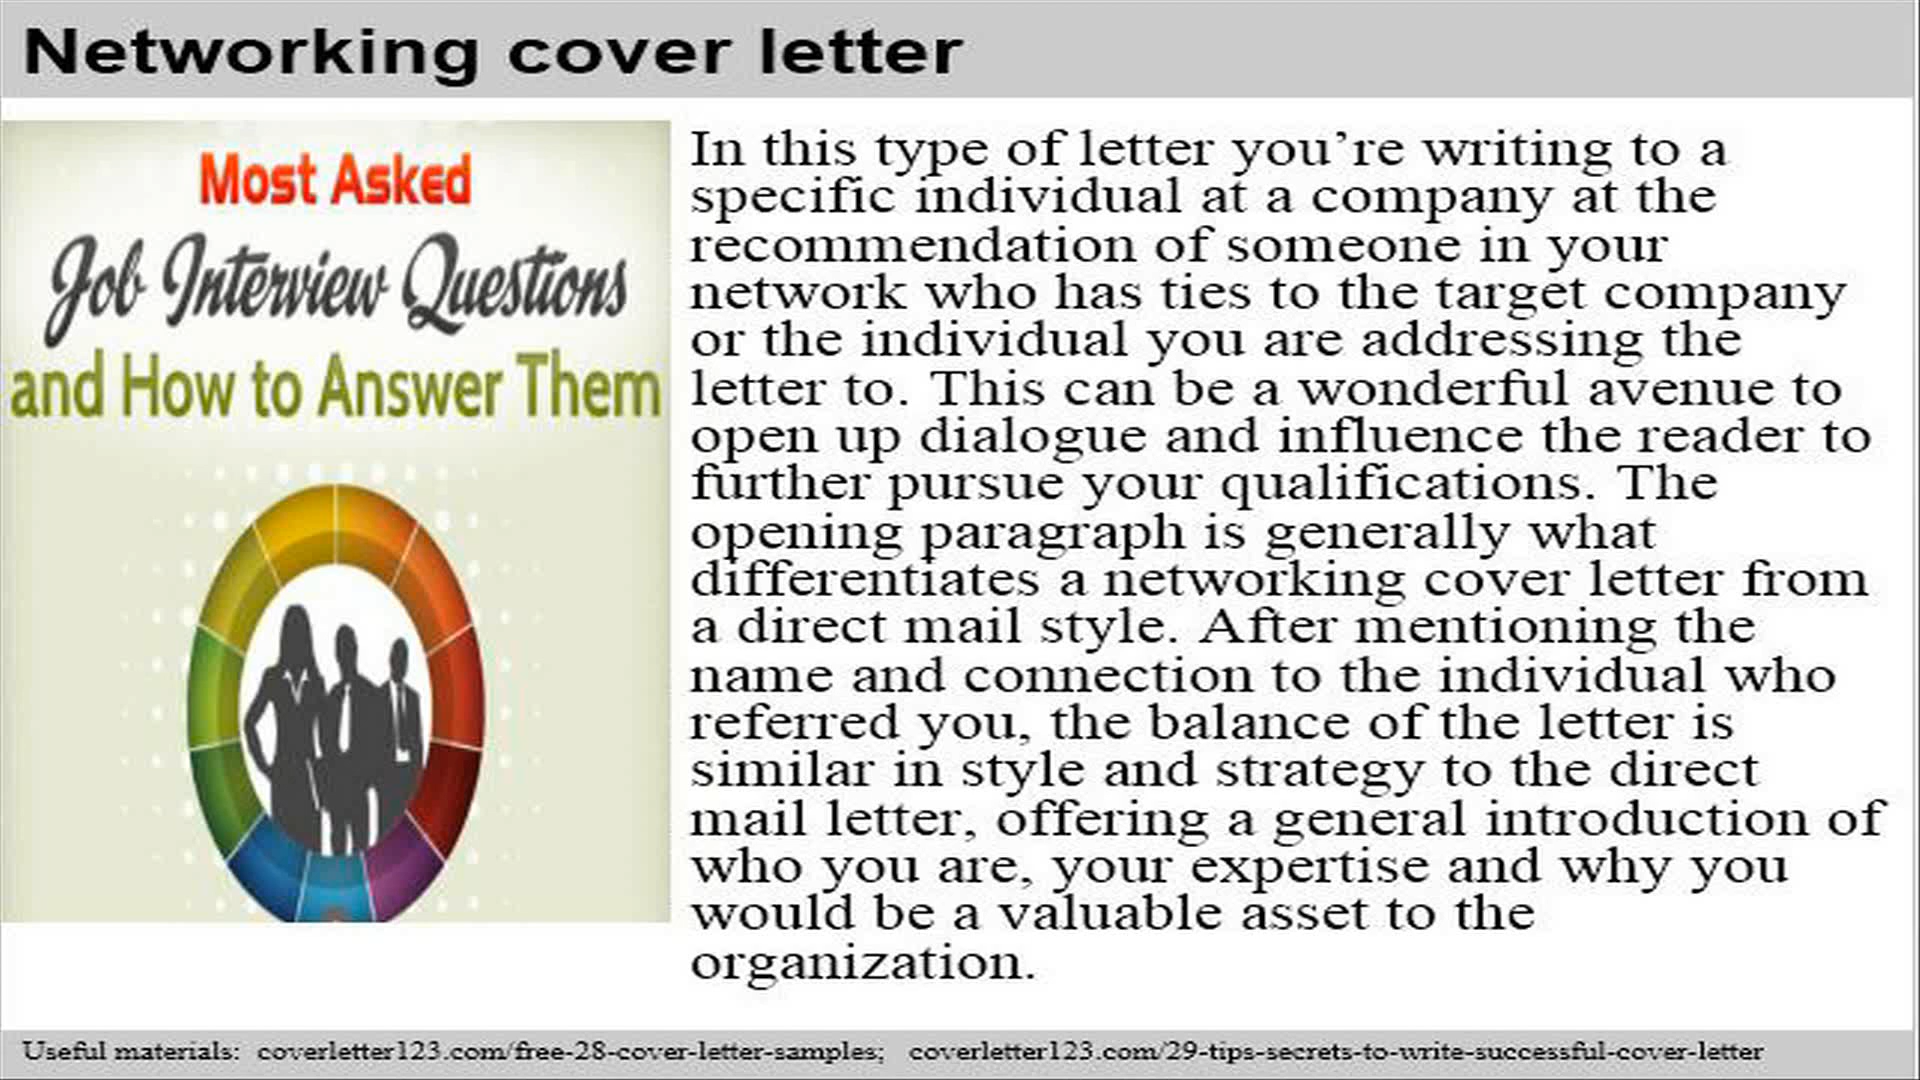 Networking cover letter
Most Asked
Job Interview Questions
and How to Answer Them
In this type of letter you’re writing to a
specific individual at a company at the
recommendation of someone in your
network who has ties to the target company
or the individual you are addressing the
letter to. This can be a wonderful avenue to
open up dialogue and influence the reader to
further pursue your qualifications. The
opening paragraph is generally what
differentiates a networking cover letter from
a direct mail style. After mentioning the
name and connection to the individual who
referred you, the balance of the letter is
similar in style and strategy to the direct
mail letter, offering a general introduction of
who you are, your expertise and why you
would be a valuable asset to the
organization.
Useful materials: coverletter123.com/free-28-cover-letter-samples; coverletter123.com/29-tips-secrets-to-write-successful-cover-letter